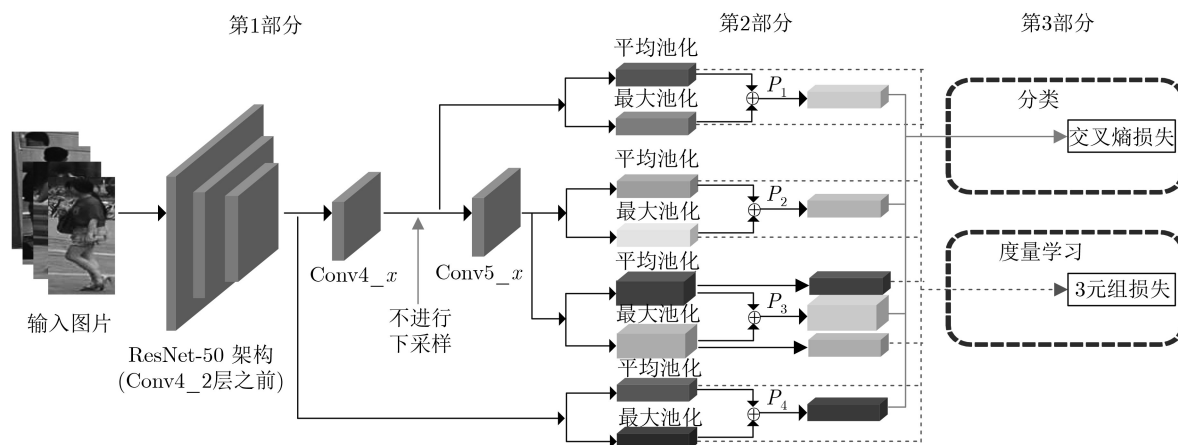 第1部分
第2部分
第3部分
输入图片
ResNet-50 架构
(Conv4_2层之前)
Conv4_x
不进行
下采样
Conv5_x
平均池化
最大池化
P1
平均池化
最大池化
P2
平均池化
最大池化
P3
平均池化
最大池化
P4
分类
交叉熵损失
度量学习
3元组损失